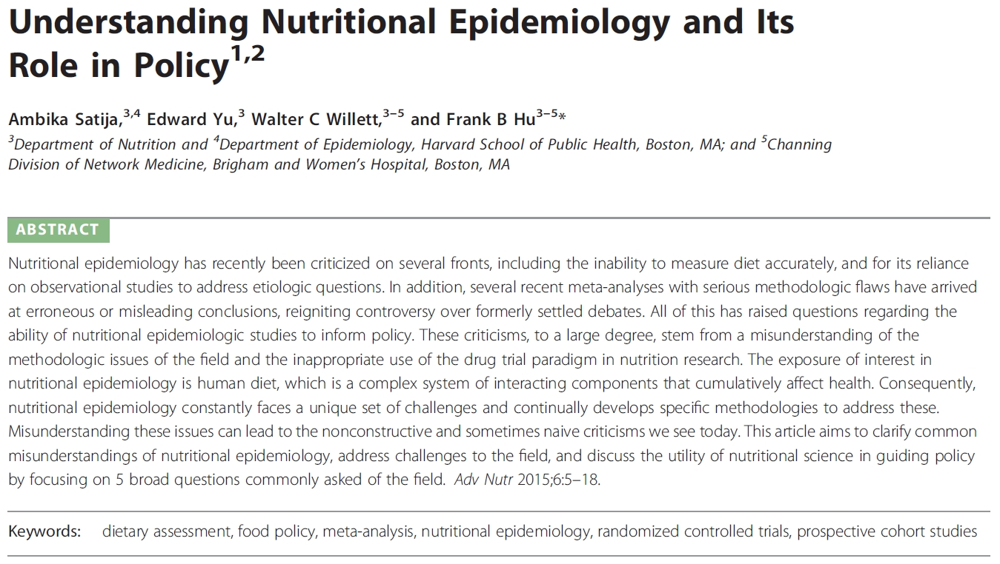 Understanding Nutritional Epidemiology and Its
Role in Policy1,2
Ambika Satija,3,4 Edward Yu,3 Walter C Willett,3–5 and Frank B Hu3–5*
3Department of Nutrition and 4Department of Epidemiology, Harvard School of Public Health, Boston, MA; and 5Channing
Division of Network Medicine, Brigham and Women's Hospital, Boston, MA
ABSTRACT
Nutritional epidemiology has recently been criticized on several fronts, including the inability to measure diet accurately, and for its reliance
on observational studies to address etiologic questions. In addition, several recent meta-analyses with serious methodologic flaws have arrived
at erroneous or misleading conclusions, reigniting controversy over formerly settled debates. All of this has raised questions regarding the
ability of nutritional epidemiologic studies to inform policy. These criticisms, to a large degree, stem from a misunderstanding of the
methodologic issues of the field and the inappropriate use of the drug trial paradigm in nutrition research. The exposure of interest in
nutritional epidemiology is human diet, which is a complex system of interacting components that cumulatively affect health. Consequently,
nutritional epidemiology constantly faces a unique set of challenges and continually develops specific methodologies to address these.
Misunderstanding these issues can lead to the nonconstructive and sometimes naive criticisms we see today. This article aims to clarify common
misunderstandings of nutritional epidemiology, address challenges to the field, and discuss the utility of nutritional science in guiding policy
by focusing on 5 broad questions commonly asked of the field. Adv Nutr 2015;6:5–18.
Keywords: dietary assessment, food policy, meta-analysis, nutritional epidemiology, randomized controlled trials, prospective cohort studies